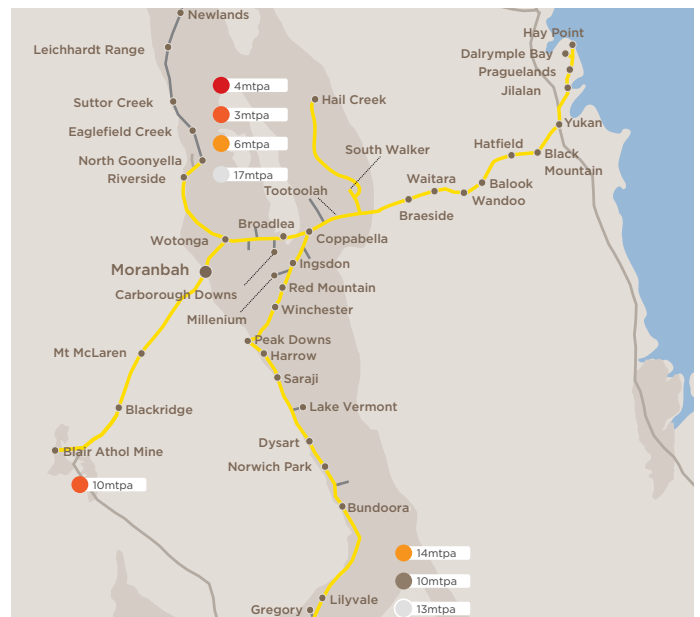 Newlands
Hay Point
Leichhardt Range
Dalrymple Bay
Praguelands
4mtpa
Jilalan
Suttor Creek
Hail Creek
3mtpa
Yukan
Eaglefield Creek
6mtpa
Hatfield
South Walker
Black
Mountain
North Goonyella
17mtpa
Riverside
Waitara
Balook
Tootoolah
Wandoo
Braeside
Broadlea
Wotonga
Coppabella
Moranbah
Ingsdon
Carborough Downs
Red Mountain
Millenium
Winchester
Peak Downs
Mt McLaren
Harrow
Saraji
Blackridge
Lake Vermont
Dysart
Blair Athol Mine
Norwich Park
10mtpa
Bundoora
14mtpa
10mtpa
Lilyvale
13mtpa
Gregory